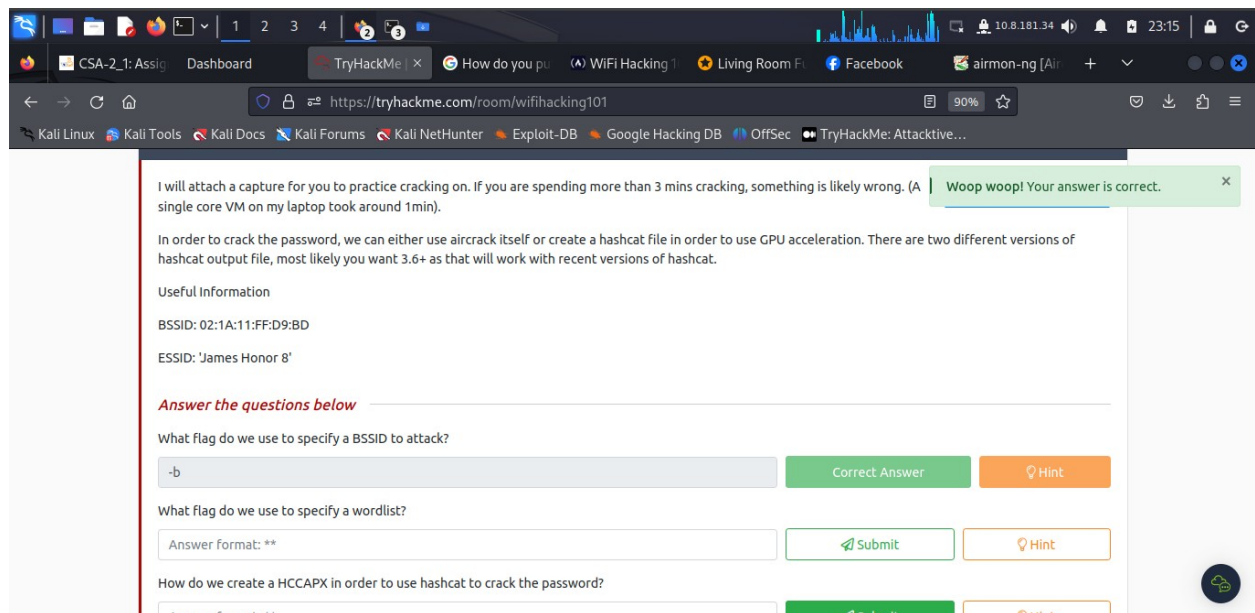 1 2 3 4 2 3 10.8.181.34 23:15
CSA-2_1: Assig Dashboard TryHackMe | × How do you pu WiFi Hacking 1 Living Room Fu Facebook airmon-ng [Air
https://tryhackme.com/room/wifihacking101 90%
Kali Linux Kali Tools Kali Docs Kali Forums Kali NetHunter Exploit-DB Google Hacking DB OffSec TryHackMe: Attacktive…
I will attach a capture for you to practice cracking on. If you are spending more than 3 mins cracking, something is likely wrong. (A
single core VM on my laptop took around 1min).
Woop woop! Your answer is correct. ×
In order to crack the password, we can either use aircrack itself or create a hashcat file in order to use GPU acceleration. There are two different versions of
hashcat output file, most likely you want 3.6+ as that will work with recent versions of hashcat.
Useful Information
BSSID: 02:1A:11:FF:D9:BD
ESSID: 'James Honor 8'
Answer the questions below
What flag do we use to specify a BSSID to attack?
-b Correct Answer Hint
What flag do we use to specify a wordlist?
Answer format: ** Submit Hint
How do we create a HCCAPX in order to use hashcat to crack the password?